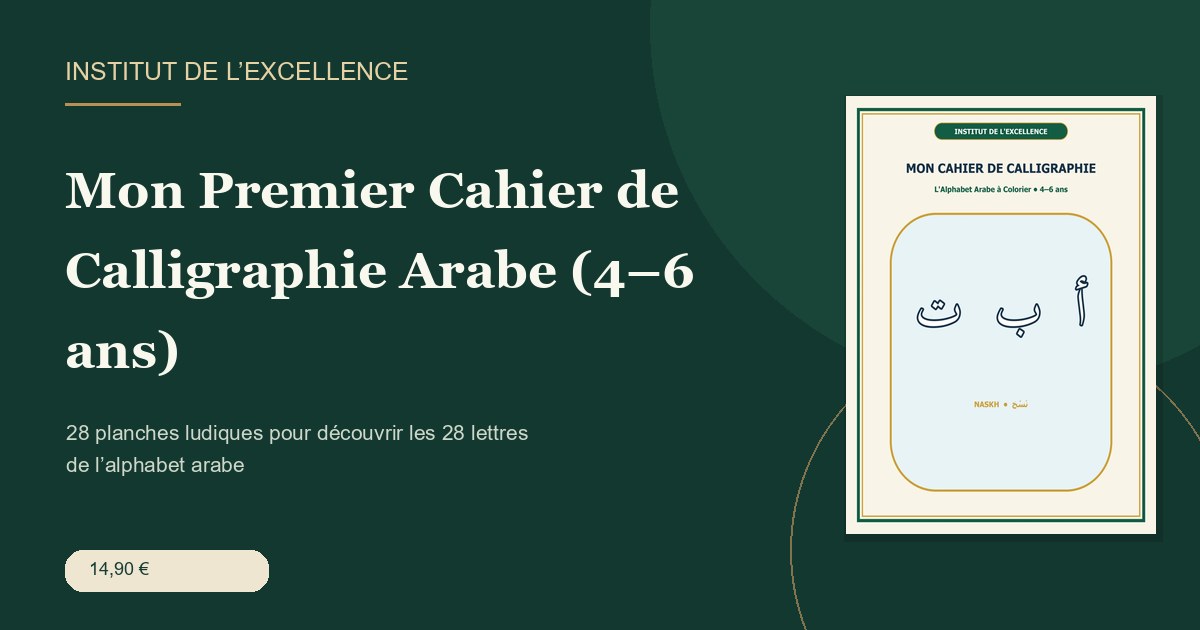 INSTITUT DE L’EXCELLENCE
Mon Premier Cahier de
Calligraphie Arabe (4–6
ans)
28 planches ludiques pour découvrir les 28 lettres
de l’alphabet arabe
14,90 €
INSTITUT DE L'EXCELLENCE
MON CAHIER DE CALLIGRAPHIE
L'Alphabet Arabe à Colorier • 4–6 ans
أ ب ت
NASKH • نسخ